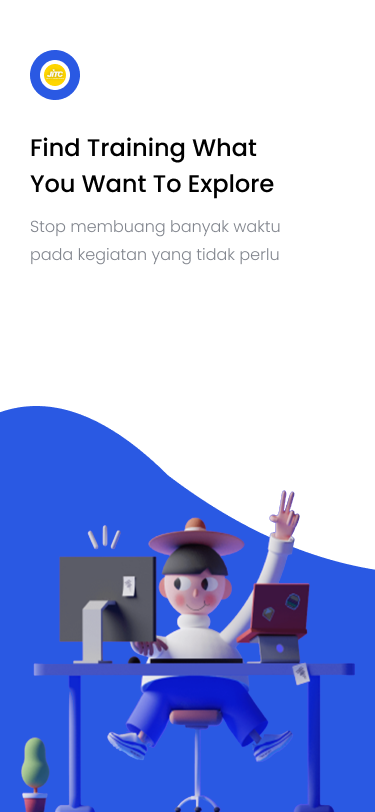 JITC
Find Training What
You Want To Explore
Stop membuang banyak waktu
pada kegiatan yang tidak perlu